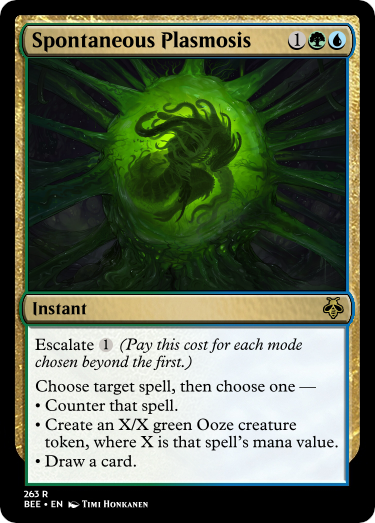 Spontaneous Plasmosis 1
Instant
Escalate 1 (Pay this cost for each mode
chosen beyond the first.)
Choose target spell, then choose one —
• Counter that spell.
• Create an X/X green Ooze creature
token, where X is that spell's mana value.
• Draw a card.
263 R
BEE • EN Timi Honkanen